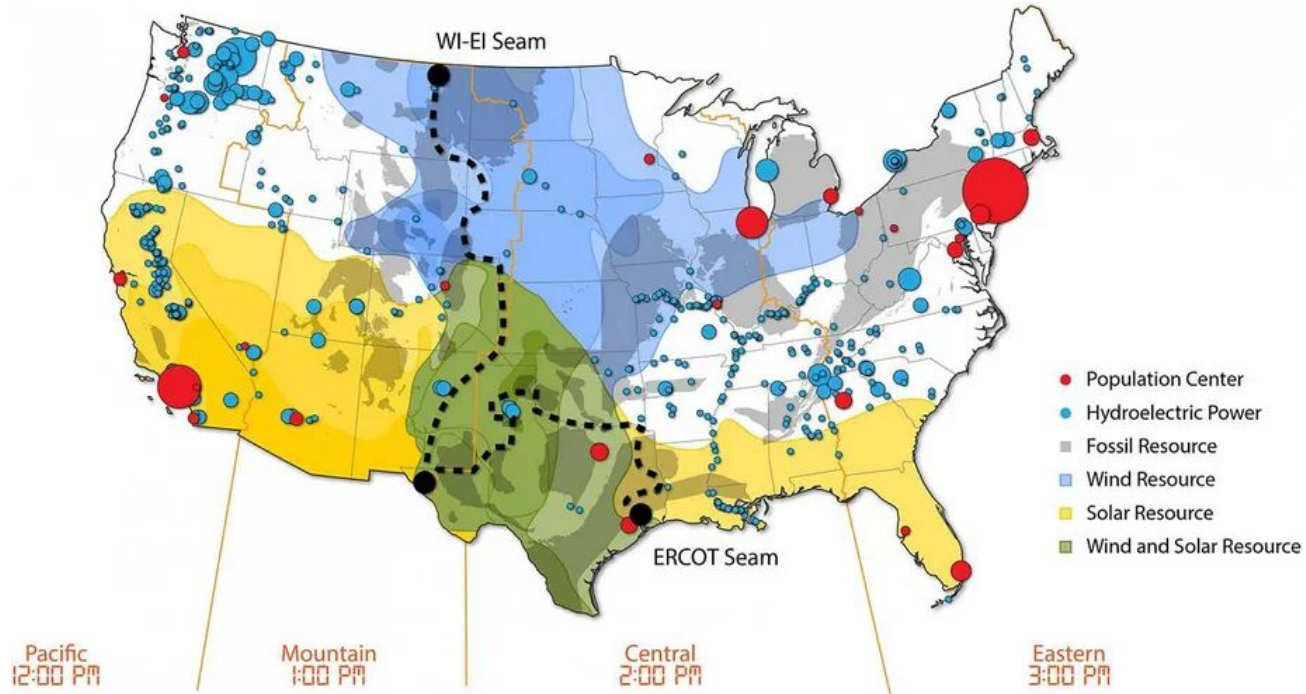 WI-EI Seam
Population Center
Hydroelectric Power
Fossil Resource
Wind Resource
Solar Resource
Wind and Solar Resource
ERCOT Seam
Pacific
12:00 PM
Mountain
1:00 PM
Central
2:00 PM
Eastern
3:00 PM